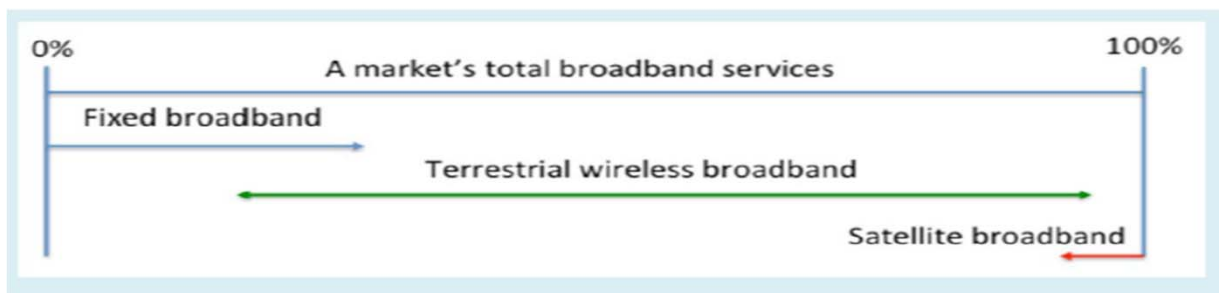 0%
100%
A market's total broadband services
Fixed broadband
Terrestrial wireless broadband
Satellite broadband